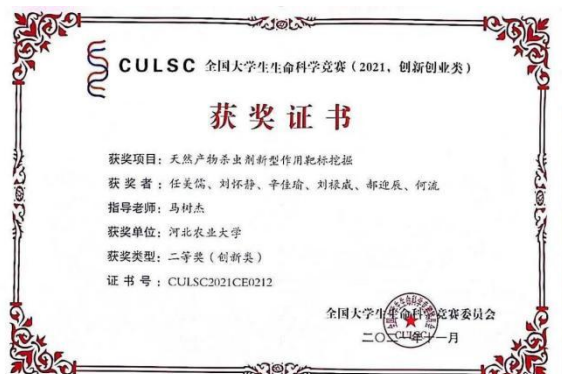 CULSC 全国大学生生命科学竞赛（2021，创新创业类）
获奖证书
获奖项目：天然产物杀虫剂新型作用靶标挖掘
获奖者：任美儒、刘怀静、辛佳瑜、刘禄成、郝迎辰、何流
指导老师：马树杰
获奖单位：河北农业大学
获奖类型：二等奖（创新类）
证书号：CULSC2021CE0212
全国大学生生命科学竞赛委员会
二〇二一年十一月
CULSC